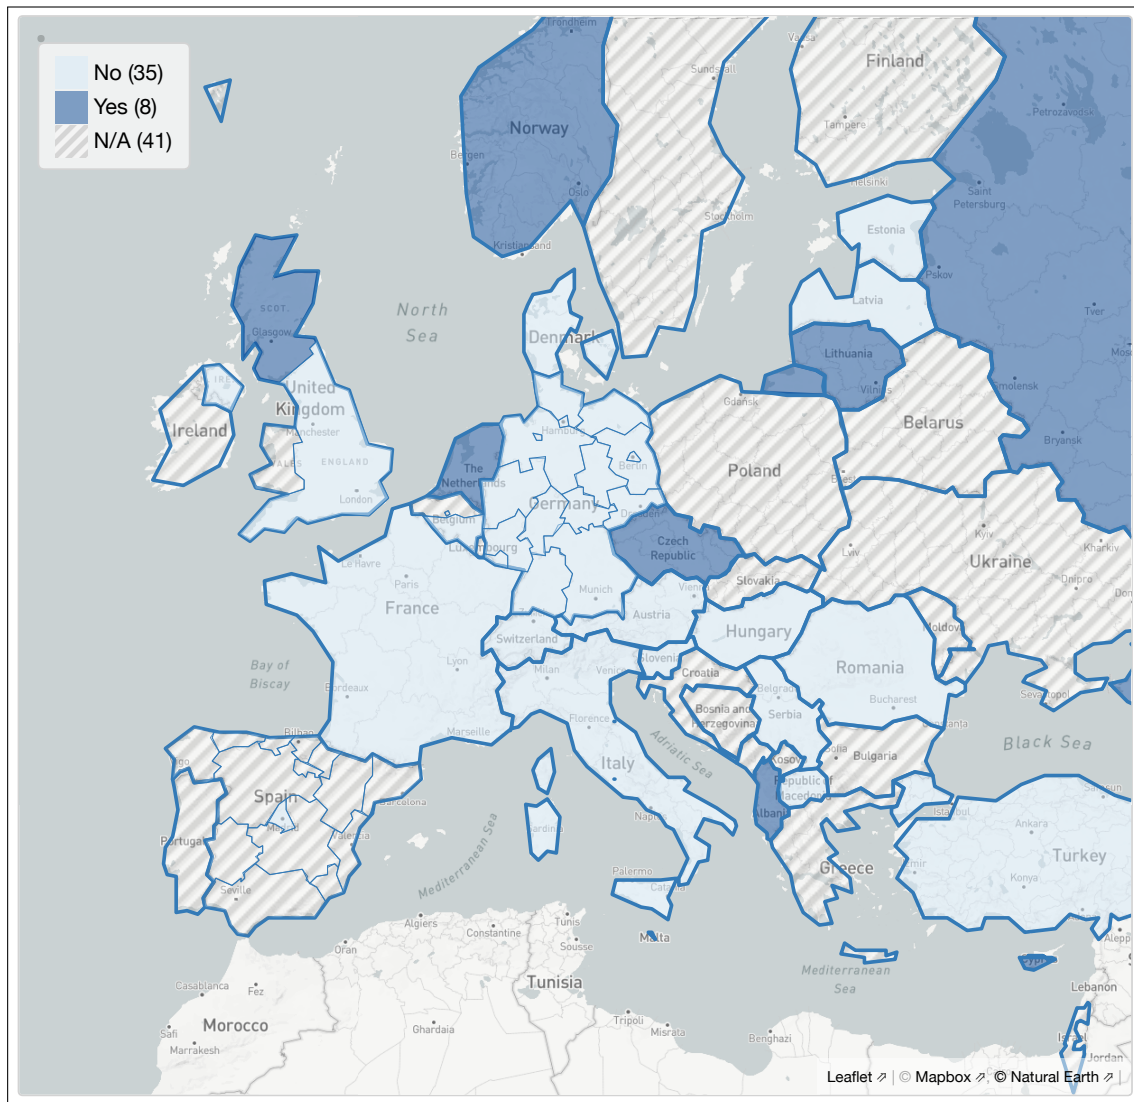 No (35)
Yes (8)
N/A (41)
Trondheim
Finland
Sundsvall
Petrozavodsk
Tampere
Norway
Bergen
Oslo
Helsinki
Saint
Petersburg
Stockholm
Kristiansand
Estonia
Pskov
Latvia
SCOT.
Glasgow
North
Sea
Tver
Denmark
Lithuania
Vilnius
Smolensk
United
Kingdom
Gdańsk
Belarus
Ireland
Manchester
Hamburg
Bryansk
ENGLAND
The
Netherlands
Berlin
Poland
London
Germany
Belgium
Dresden
Kyiv
Kharkiv
Luxembourg
Czech
Republic
Lviv
Ukraine
Le Havre
Paris
Slovakia
Dnipro
Munich
France
Austria
Moldova
Switzerland
Hungary
Bay of
Biscay
Lyon
Milan
Venice
Slovenia
Croatia
Romania
Bordeaux
Belgrade
Bucharest
Sevastopol
Bosnia and
Herzegovina
Serbia
Florence
Constanta
Marseille
Bilbao
Adriatic Sea
Black Sea
Italy
Kosovo
Sofia
Bulgaria
Republic of
Macedonia
Spain
Barcelona
Samsun
Albania
Istanbul
Madrid
Naples
Ankara
Portugal
Valencia
Sardinia
Mediterranean Sea
Turkey
Greece
Izmir
Palermo
Konya
Seville
Catania
Algiers
Tunis
Constantine
Malta
Oran
Sousse
Aleppo
Cyprus
Mediterranean
Sea
Casablanca
Fez
Tunisia
Lebanon
Morocco
Safi
Tripoli
Ghardaia
Misrata
Benghazi
Israel
Marrakesh
Jordan
Leaflet ⇗ | © Mapbox ⇗, © Natural Earth ⇗ |